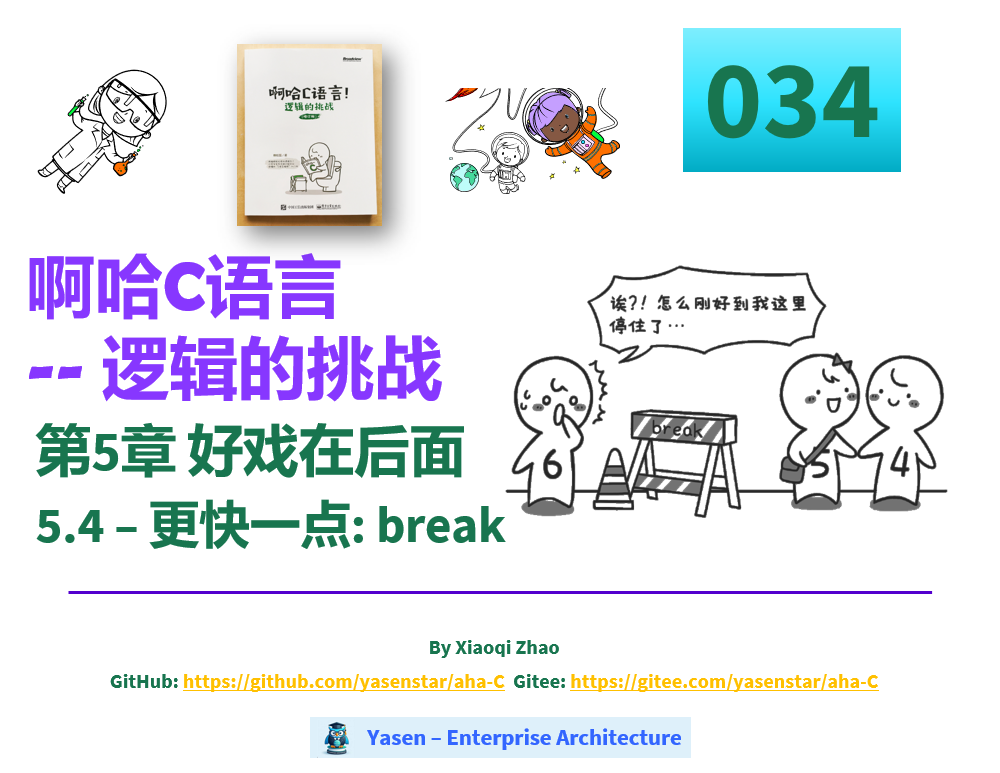 啊哈C语言!
逻辑的挑战
034
啊哈C语言
-- 逻辑的挑战
第5章 好戏在后面
5.4 – 更快一点: break
诶?! 怎么刚好到我这里
停住了…
break
6
5
4
By Xiaoqi Zhao
GitHub: https://github.com/yasenstar/aha-C Gitee: https://gitee.com/yasenstar/aha-C
Yasen – Enterprise Architecture